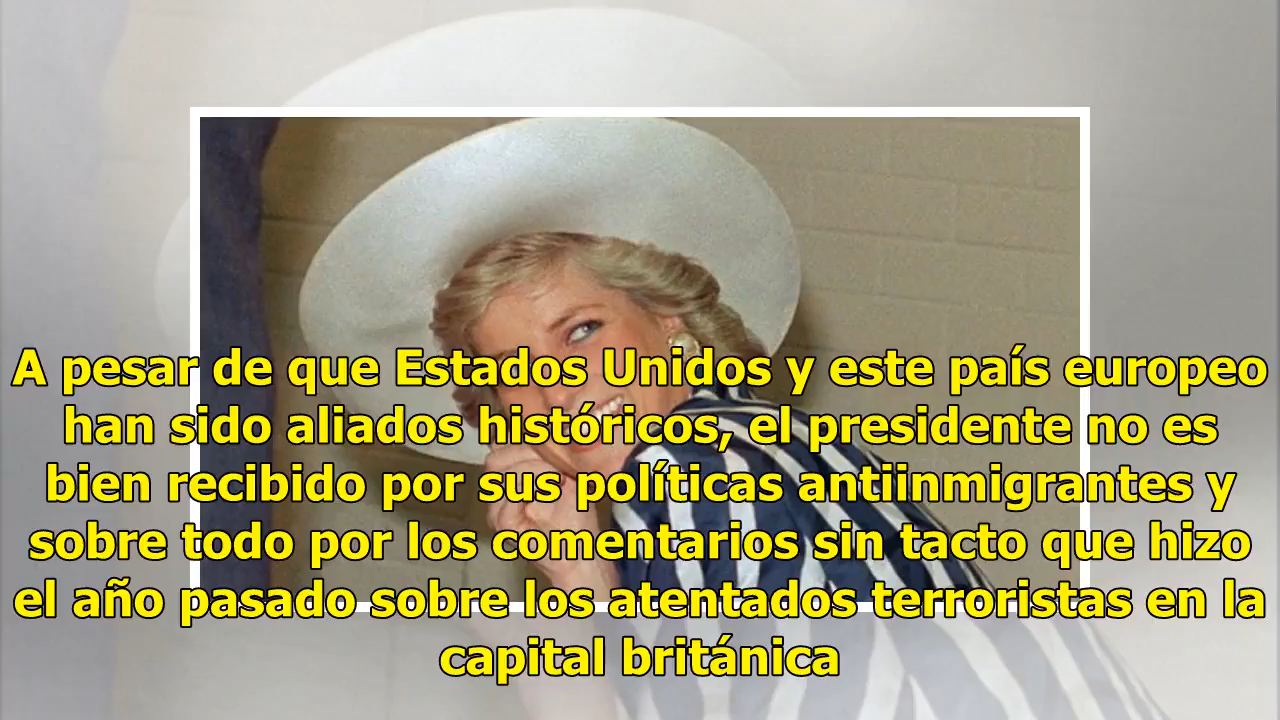 A pesar de que Estados Unidos y este país europeo
han sido aliados históricos, el presidente no es
bien recibido por sus políticas antiinmigrantes y
sobre todo por los comentarios sin tacto que hizo
el año pasado sobre los atentados terroristas en la
capital británica